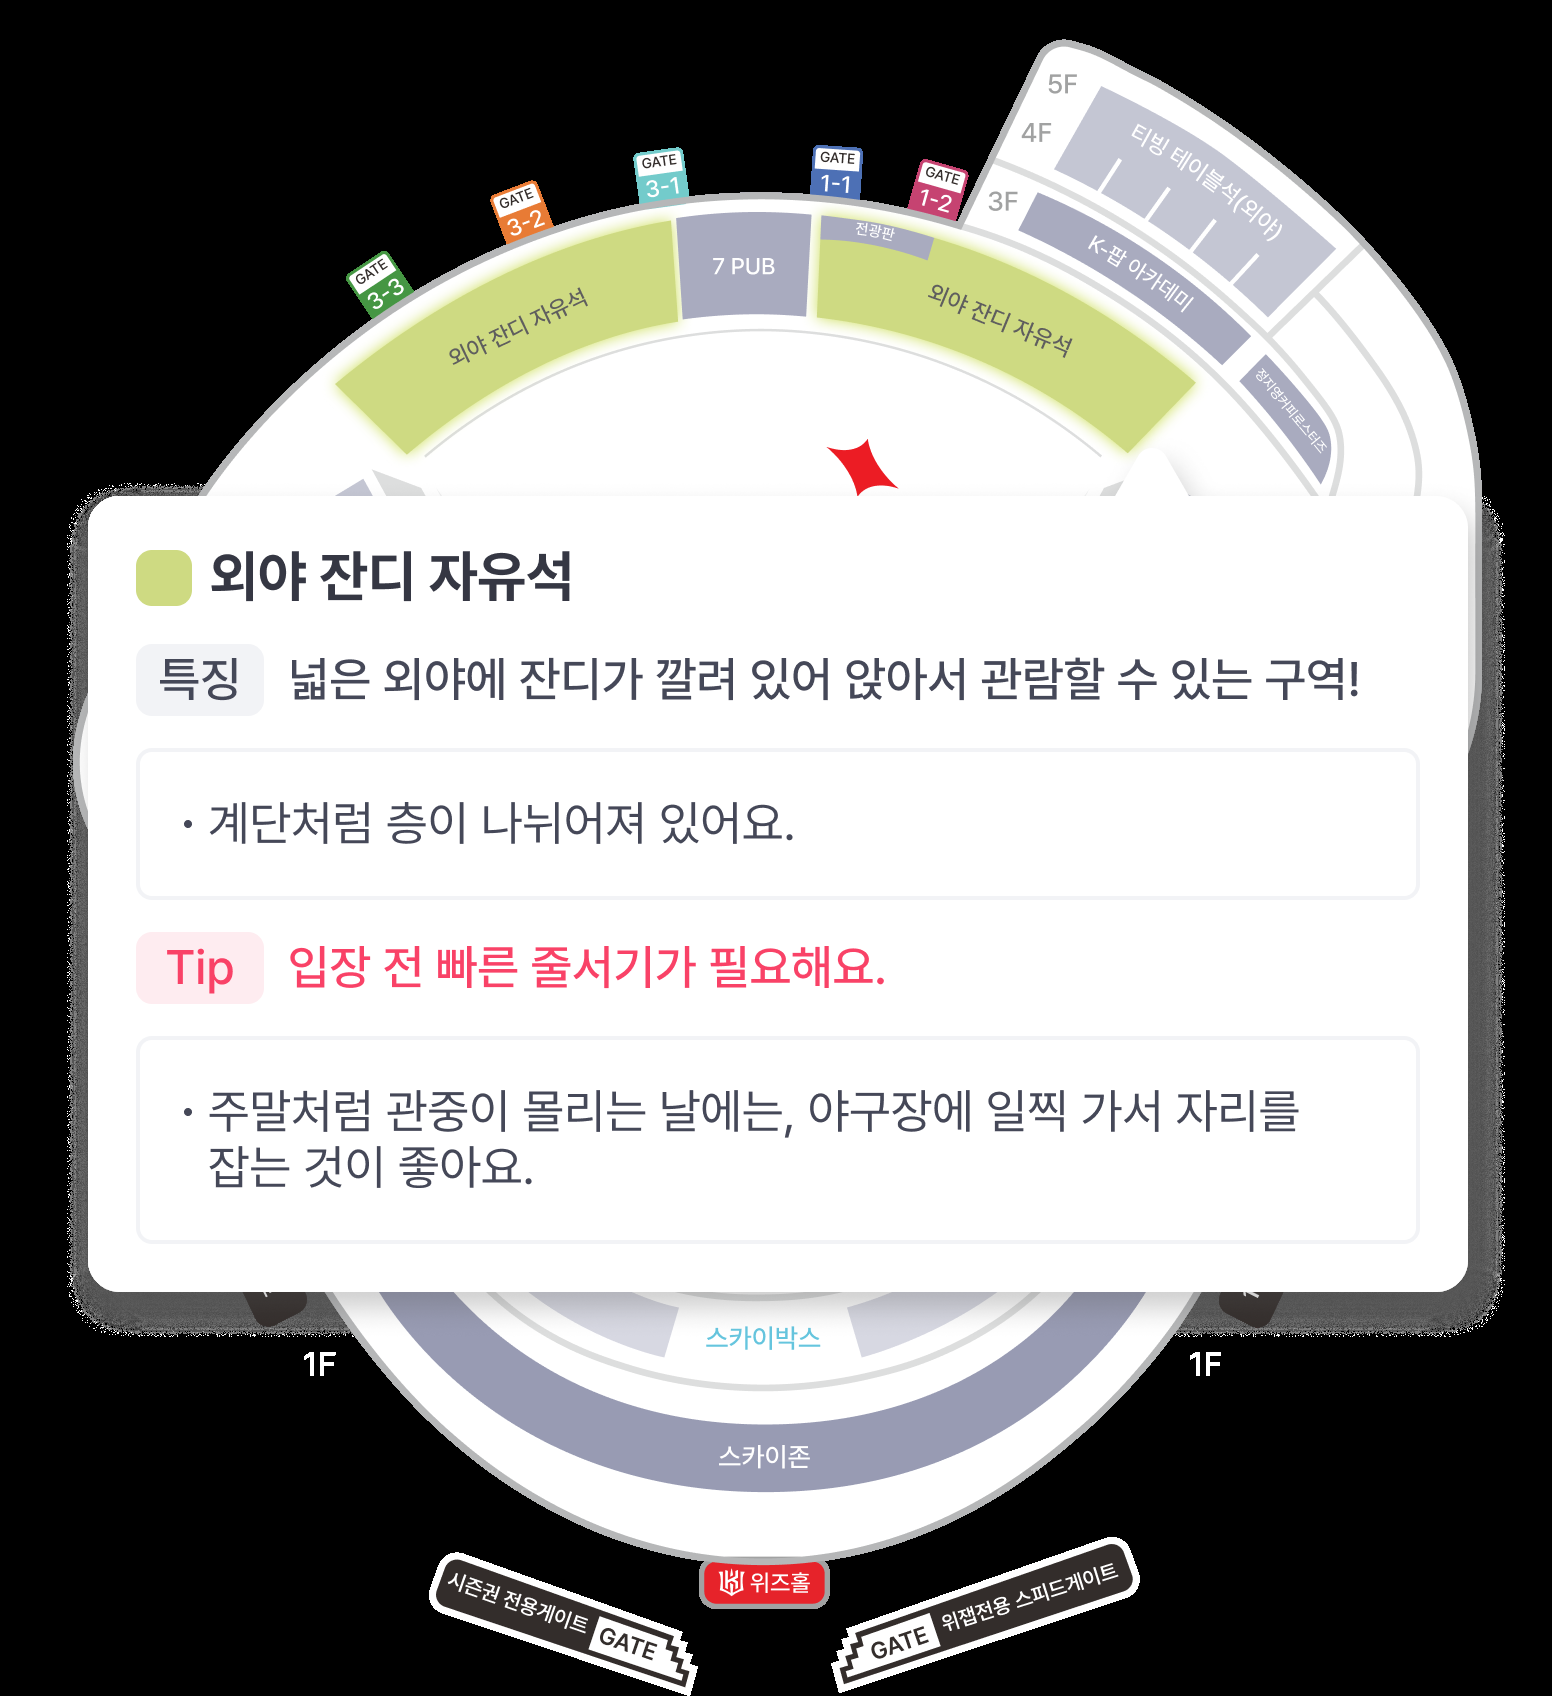 5F
티빙 테이블석(외야)
4F
GATE
3-1
GATE
1-1
GATE
1-2
GATE
3-2
3F
K-팝 아카데미
GATE
3-3
전광판
7 PUB
외야 잔디 자유석
외야 잔디 자유석
정지영커피로스터즈
외야 잔디 자유석
특징 넓은 외야에 잔디가 깔려 있어 앉아서 관람할 수 있는 구역!
· 계단처럼 층이 나뉘어져 있어요.
Tip 입장 전 빠른 줄서기가 필요해요.
· 주말처럼 관중이 몰리는 날에는, 야구장에 일찍 가서 자리를
잡는 것이 좋아요.
스카이박스
1F
1F
스카이존
위즈홀
시즌권 전용게이트 GATE
GATE 위잽전용 스피드게이트